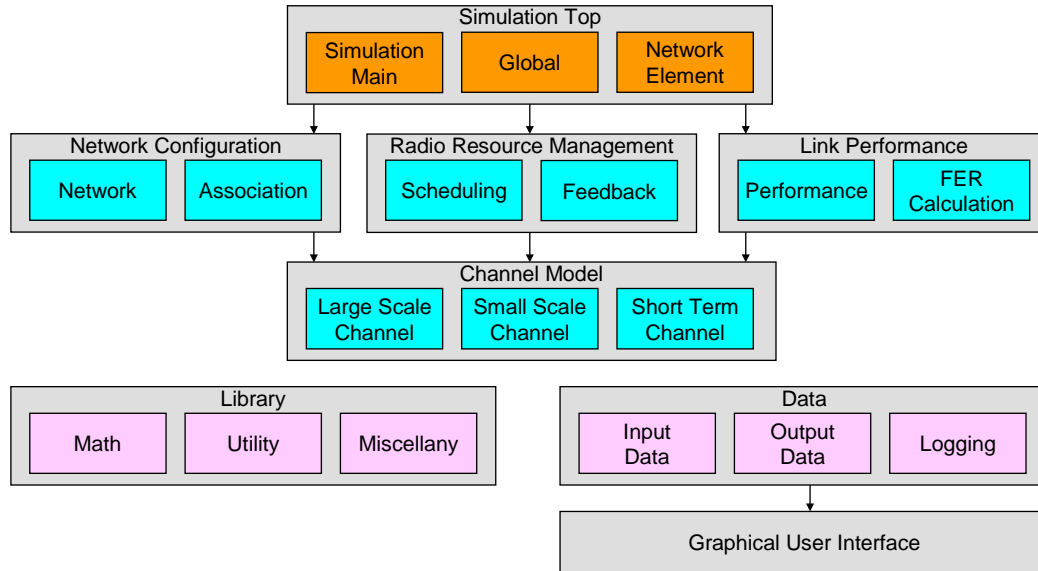 Simulation Top
Simulation
Main
Global
Network
Element
Network Configuration
Network
Association
Radio Resource Management
Scheduling
Feedback
Link Performance
Performance
FER
Calculation
Channel Model
Large Scale
Channel
Small Scale
Channel
Short Term
Channel
Library
Math
Utility
Miscellany
Data
Input
Data
Output
Data
Logging
Graphical User Interface